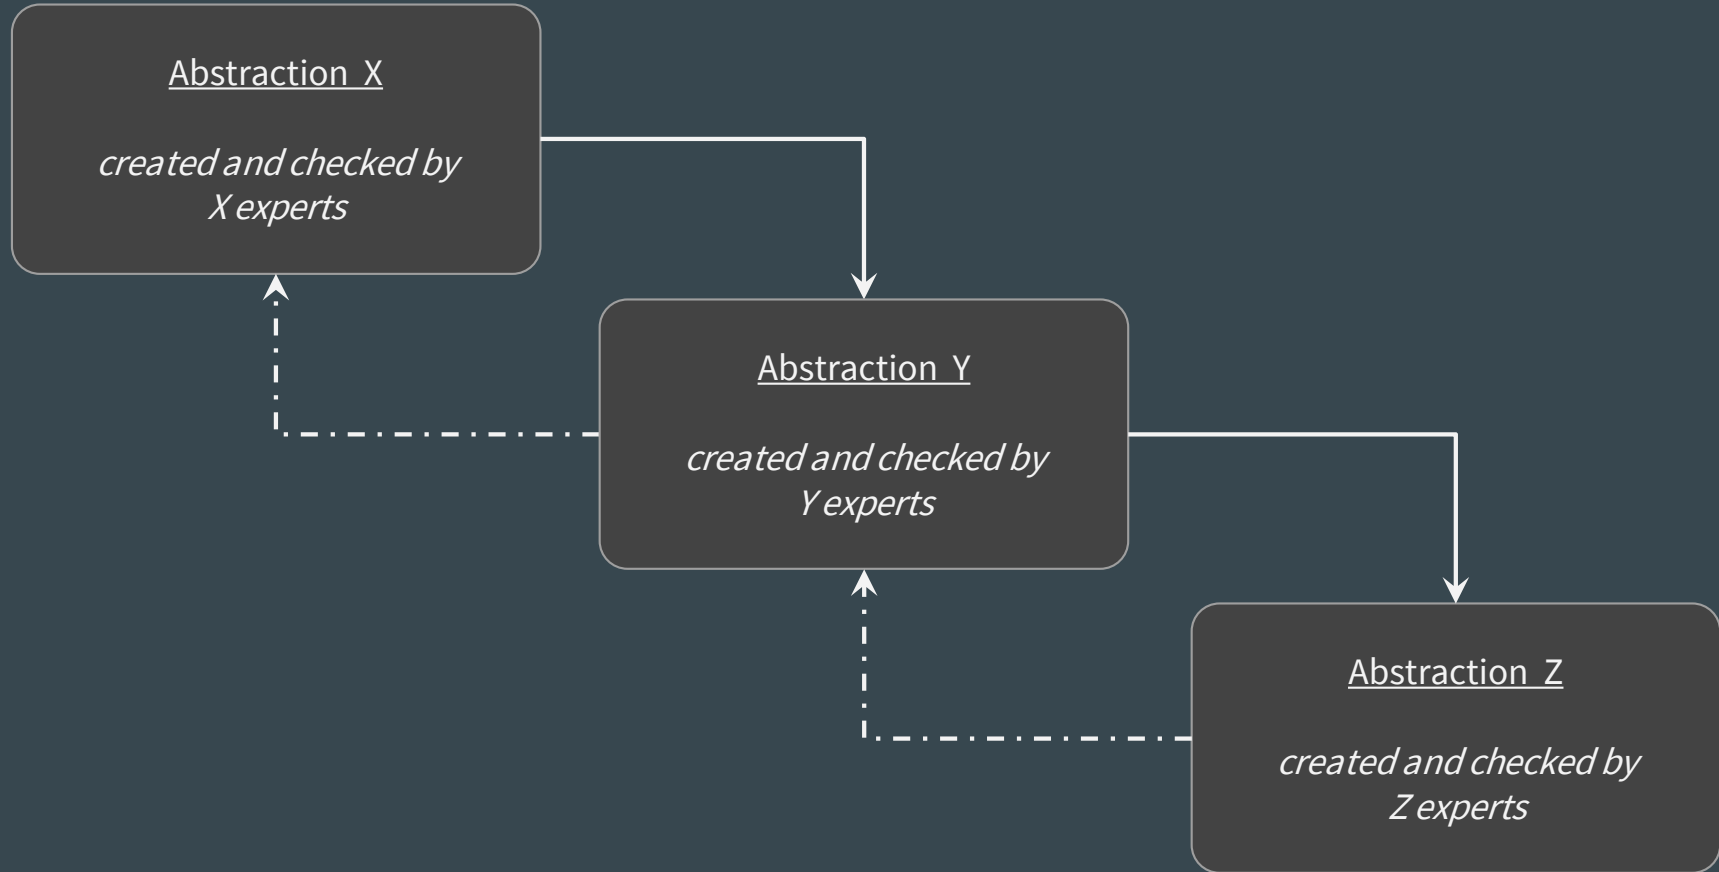 Abstraction X
created and checked by
X experts
Abstraction Y
created and checked by
Y experts
Abstraction Z
created and checked by
Z experts